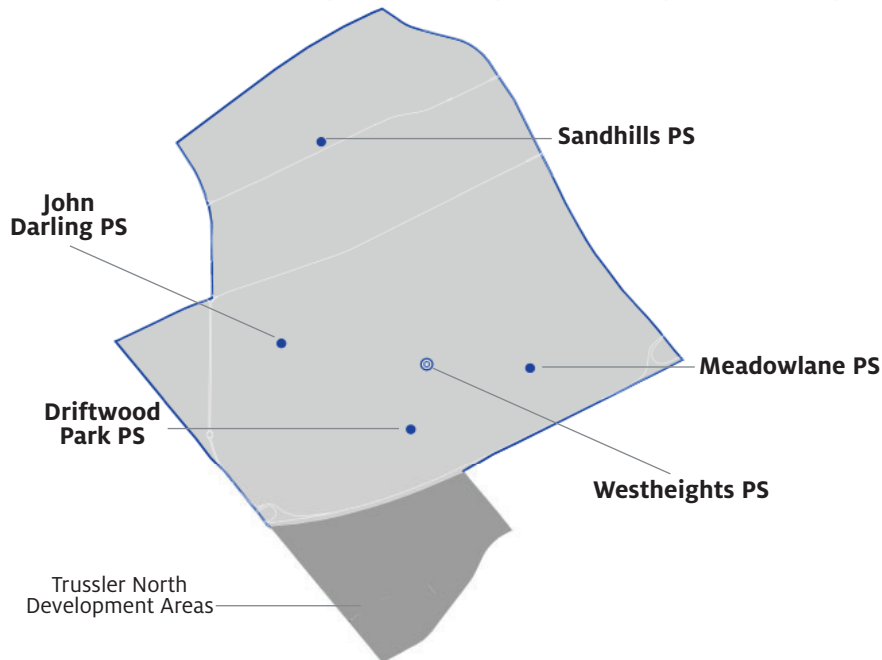 Sandhills PS
John
Darling PS
Meadowlane PS
Driftwood
Park PS
Westheights PS
Trussler North
Development Areas